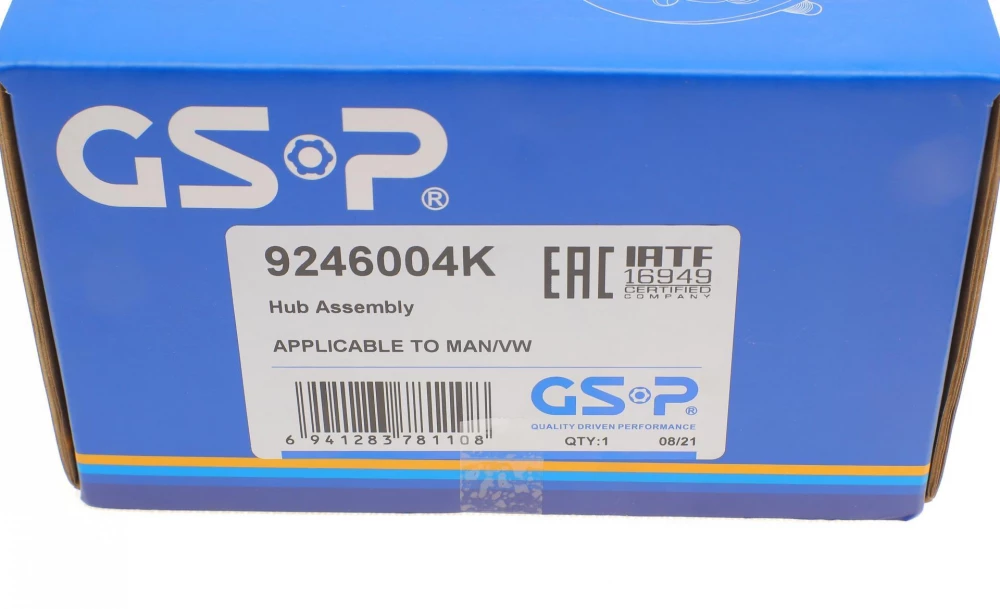 GSP®
9246004K
EAC
IATF
16949
CERTIFIED
COMPANY
Hub Assembly
APPLICABLE TO MAN/VW
6 941283 781108
GSP®
QUALITY DRIVEN PERFORMANCE
QTY:1 08/21